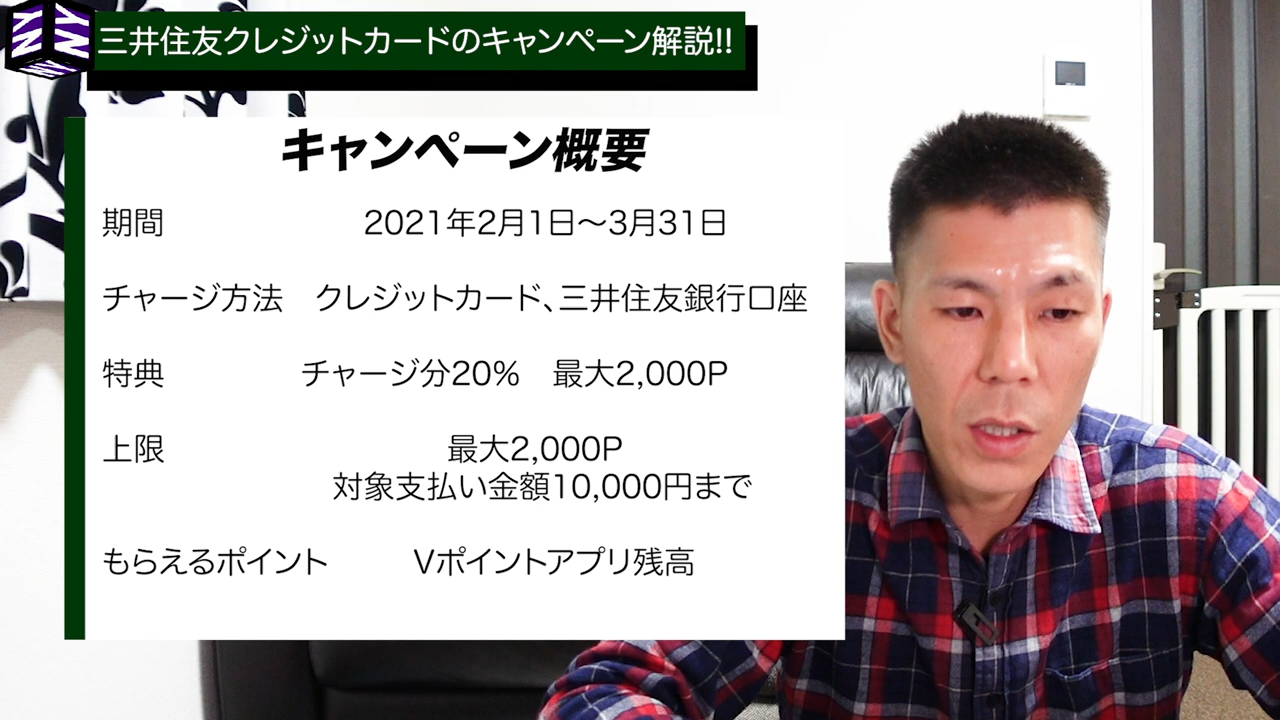 三井住友クレジットカードのキャンペーン解説!!
キャンペーン概要
期間 2021年2月1日〜3月31日
チャージ方法 クレジットカード、三井住友銀行口座
特典 チャージ分20% 最大2,000P
上限 最大2,000P
対象支払い金額10,000円まで
もらえるポイント Vポイントアプリ残高